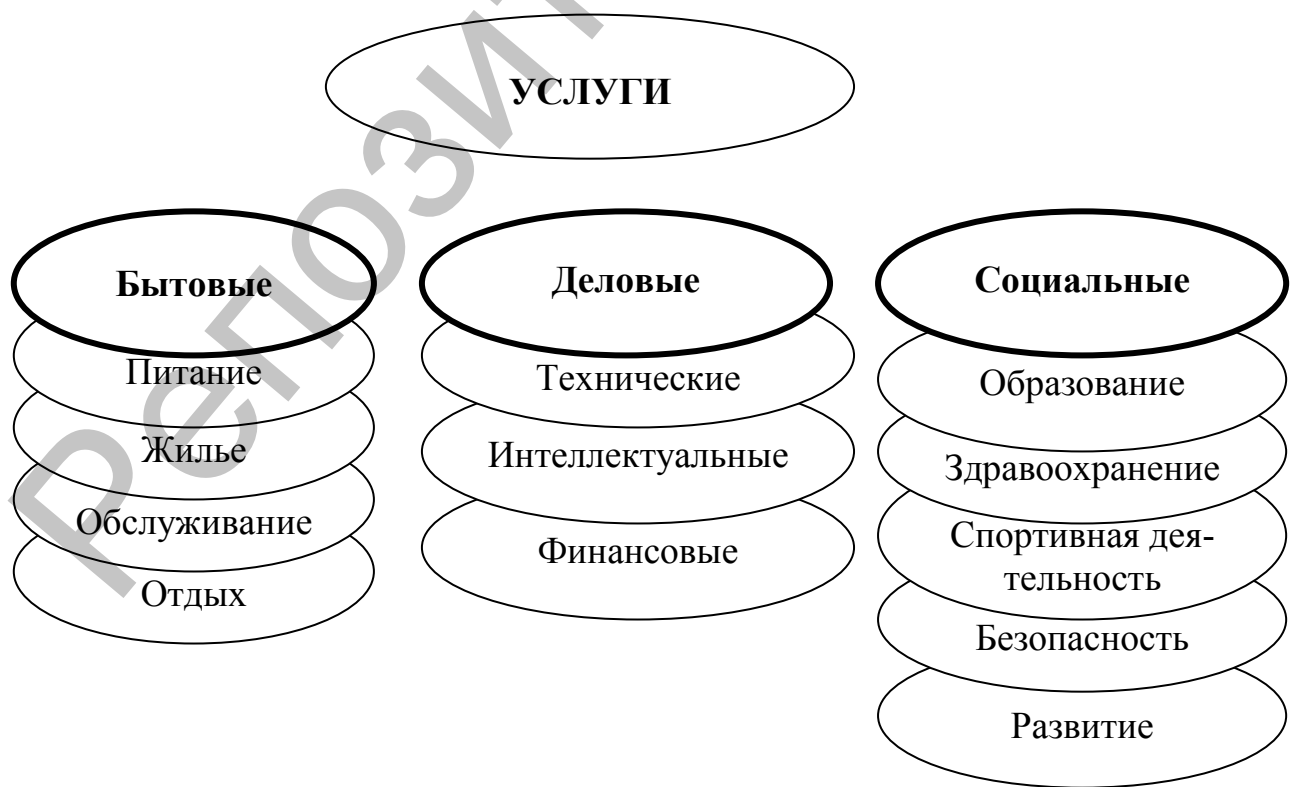 УСЛУГИ
Бытовые
Питание
Жилье
Обслуживание
Отдых
Деловые
Технические
Интеллектуальные
Финансовые
Социальные
Образование
Здравоохранение
Спортивная дея-
тельность
Безопасность
Развитие